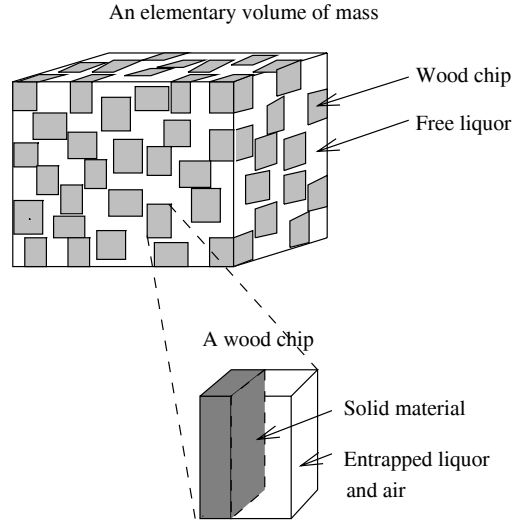 An elementary volume of mass
Wood chip
Free liquor
A wood chip
Solid material
Entrapped liquor
and air